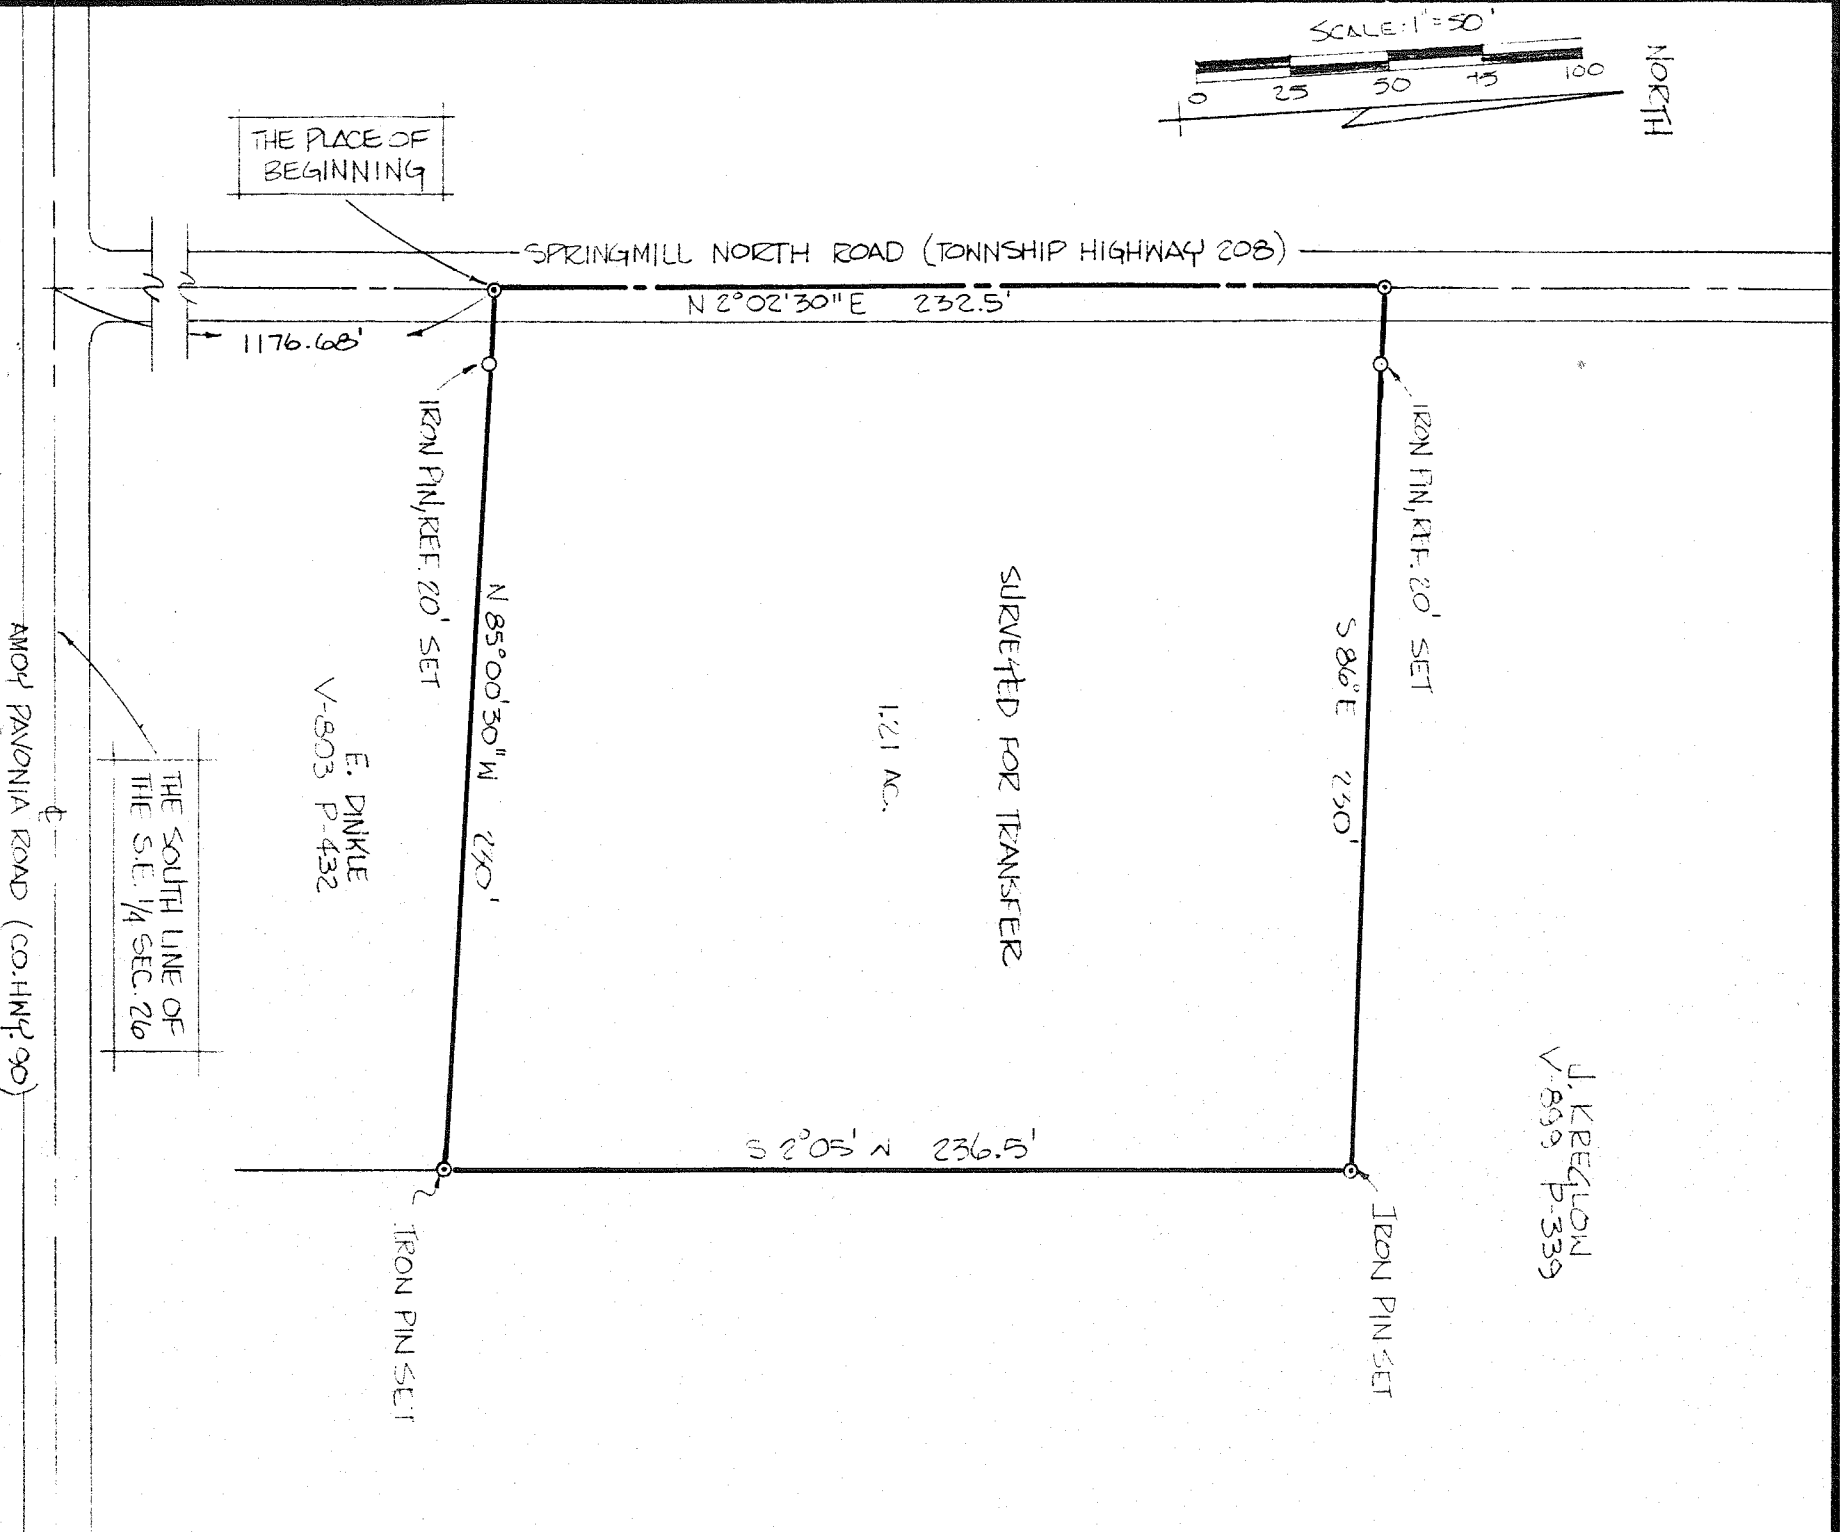 SCALE: 1"=50'
0 25 50 75 100
NORTH
THE PLACE OF
BEGINNING
SPRINGMILL NORTH ROAD (TOWNSHIP HIGHWAY 208)
N 2°02'30" E 232.5'
1176.68'
IRON PIN, REF. 20' SET
IRON PIN, REF. 20' SET
N 85°00'30" W
S 86°E
SURVEYED FOR TRANSFER
1.21 AC.
E. DINKLE
V-803 P-432
THE SOUTH LINE OF
THE S.E. 1/4 SEC. 26
AMOY PAVONIA ROAD (CO. HWY. 90)
J. KREGLOW
V-899 P-339
S 2°05' W 236.5'
IRON PIN SET
IRON PIN SET